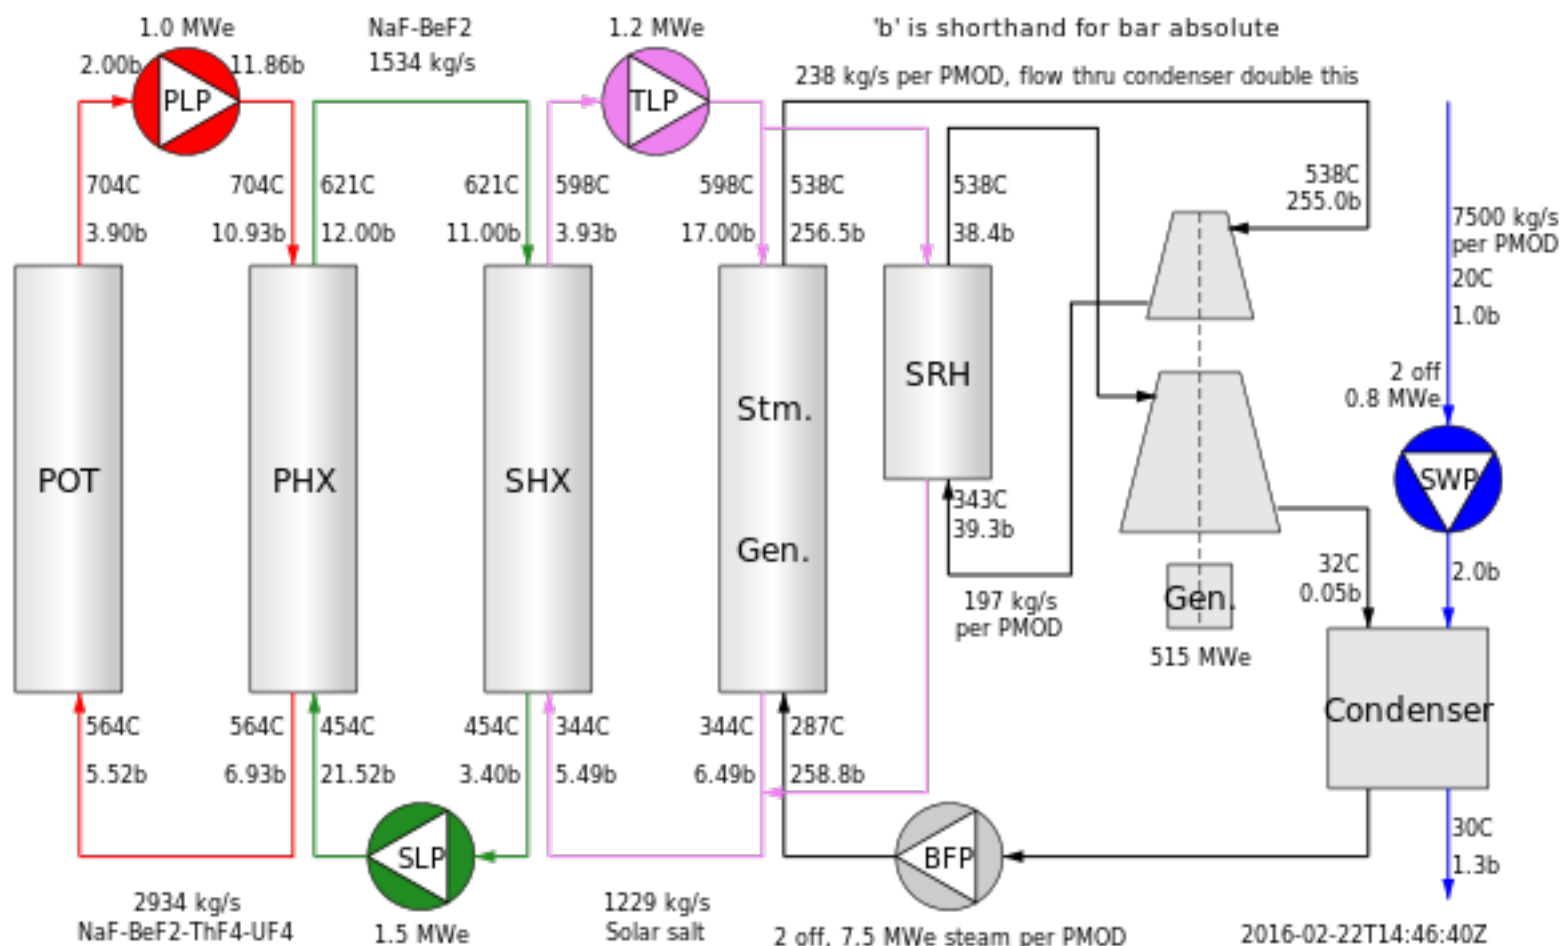 1.0 MWe
NaF-BeF2
1534 kg/s
1.2 MWe
'b' is shorthand for bar absolute
238 kg/s per PMOD, flow thru condenser double this
2.00b
11.86b
PLP
TLP
704C
3.90b
704C
10.93b
621C
12.00b
621C
11.00b
598C
3.93b
598C
17.00b
538C
256.5b
538C
38.4b
538C
255.0b
7500 kg/s
per PMOD
20C
1.0b
2 off
0.8 MWe
SWP
2.0b
POT
PHX
SHX
Stm.
Gen.
SRH
343C
39.3b
197 kg/s
per PMOD
Gen.
515 MWe
32C
0.05b
Condenser
564C
5.52b
564C
6.93b
454C
21.52b
454C
3.40b
344C
5.49b
344C
6.49b
287C
258.8b
30C
1.3b
SLP
BFP
2934 kg/s
NaF-BeF2-ThF4-UF4
1.5 MWe
1229 kg/s
Solar salt
2 off, 7.5 MWe steam per PMOD
2016-02-22T14:46:40Z